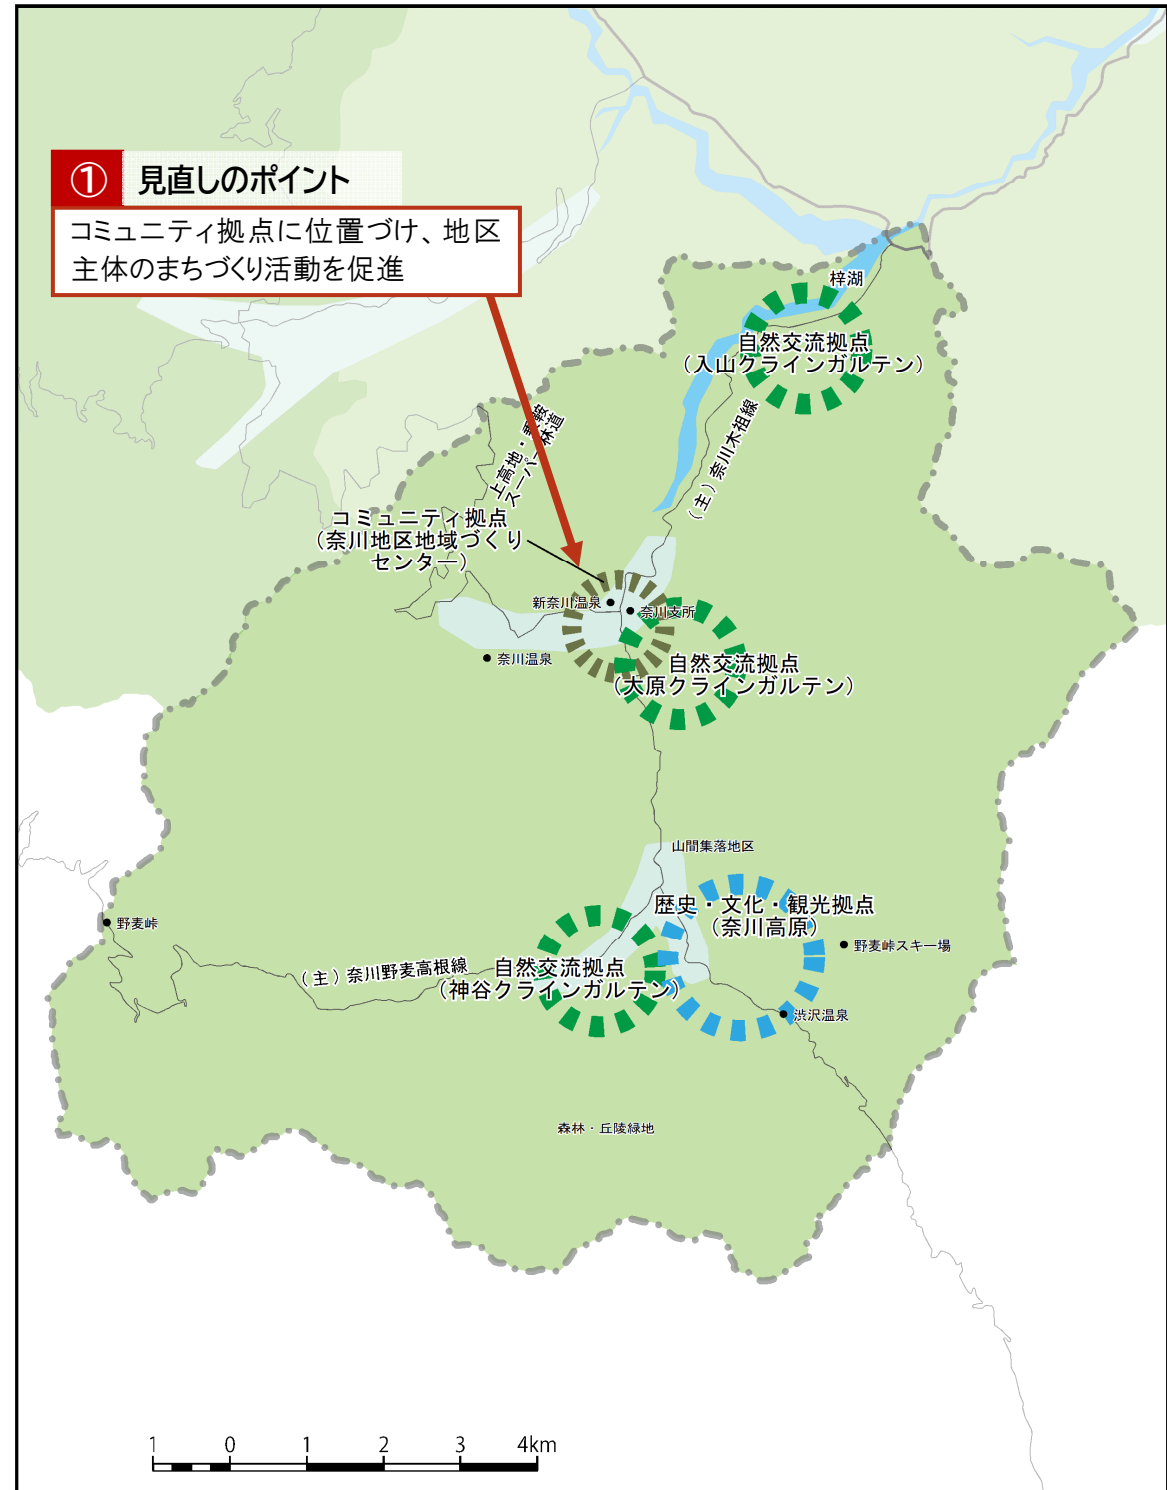 ① 見直しのポイント
コミュニティ拠点に位置づけ、地区
主体のまちづくり活動を促進
梓湖
自然交流拠点
（入山クラインガルテン）
（主）奈川木祖線
上高地・乗鞍
スーパー林道
コミュニティ拠点
（奈川地区地域づくり
センター）
新奈川温泉
奈川支所
奈川温泉
自然交流拠点
（大原クラインガルテン）
山間集落地区
歴史・文化・観光拠点
（奈川高原）
野麦峠
野麦峠スキー場
（主）奈川野麦高根線
自然交流拠点
（神谷クラインガルテン）
渋沢温泉
森林・丘陵緑地
1 0 1 2 3 4km